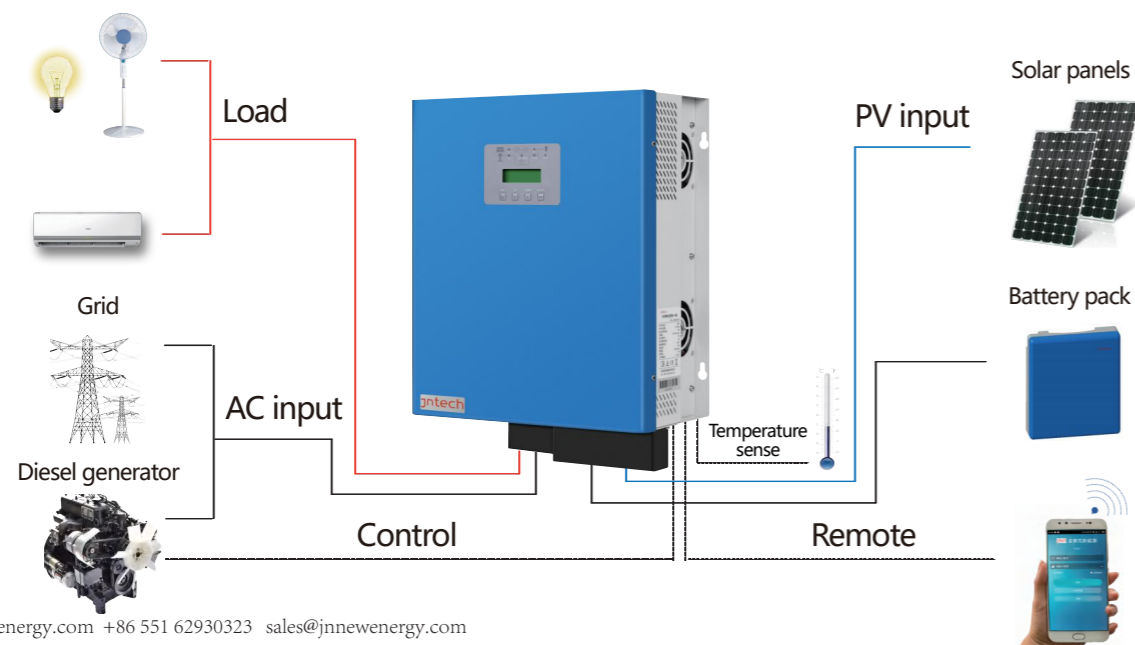 Solar panels
Load
PV input
Grid
Battery pack
jntech
AC input
Temperature
sense
Diesel generator
Control
Remote
energy.com +86 551 62930323 sales@jnnewenergy.com